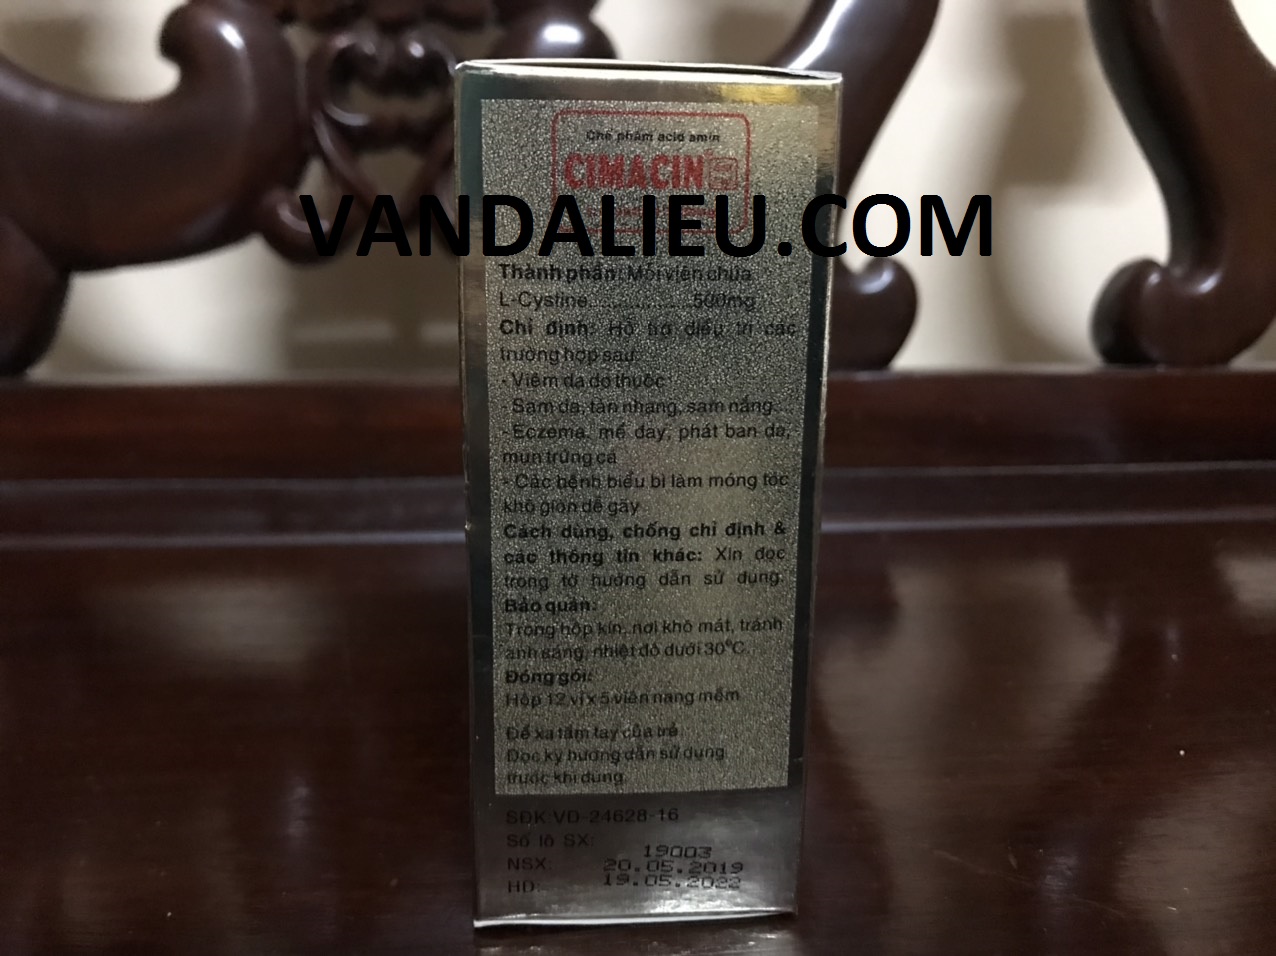 Chế phẩm acid amin
CIMACIN
VANDALIEU.COM
Thành phần: Mỗi viên chứa
L-Cystine................ 500mg
Chỉ định: Hỗ trợ điều trị các
trường hợp sau:
- Viêm da do thuốc
- Sạm da, tàn nhang, sạm nắng...
- Eczema, mề đay, phát ban da,
mụn trứng cá
- Các bệnh biểu bì làm móng tóc
khô giòn dễ gãy
Cách dùng, chống chỉ định &
các thông tin khác: Xin đọc
trong tờ hướng dẫn sử dụng.
Bảo quản:
Trong hộp kín, nơi khô mát, tránh
ánh sáng, nhiệt độ dưới 30°C.
Đóng gói:
Hộp 12 vỉ x 5 viên nang mềm
Để xa tầm tay của trẻ
Đọc kỹ hướng dẫn sử dụng
trước khi dùng.
SĐK:VD-24628-16
Số lô SX: 19003
NSX: 20.05.2019
HD: 19.05.2022